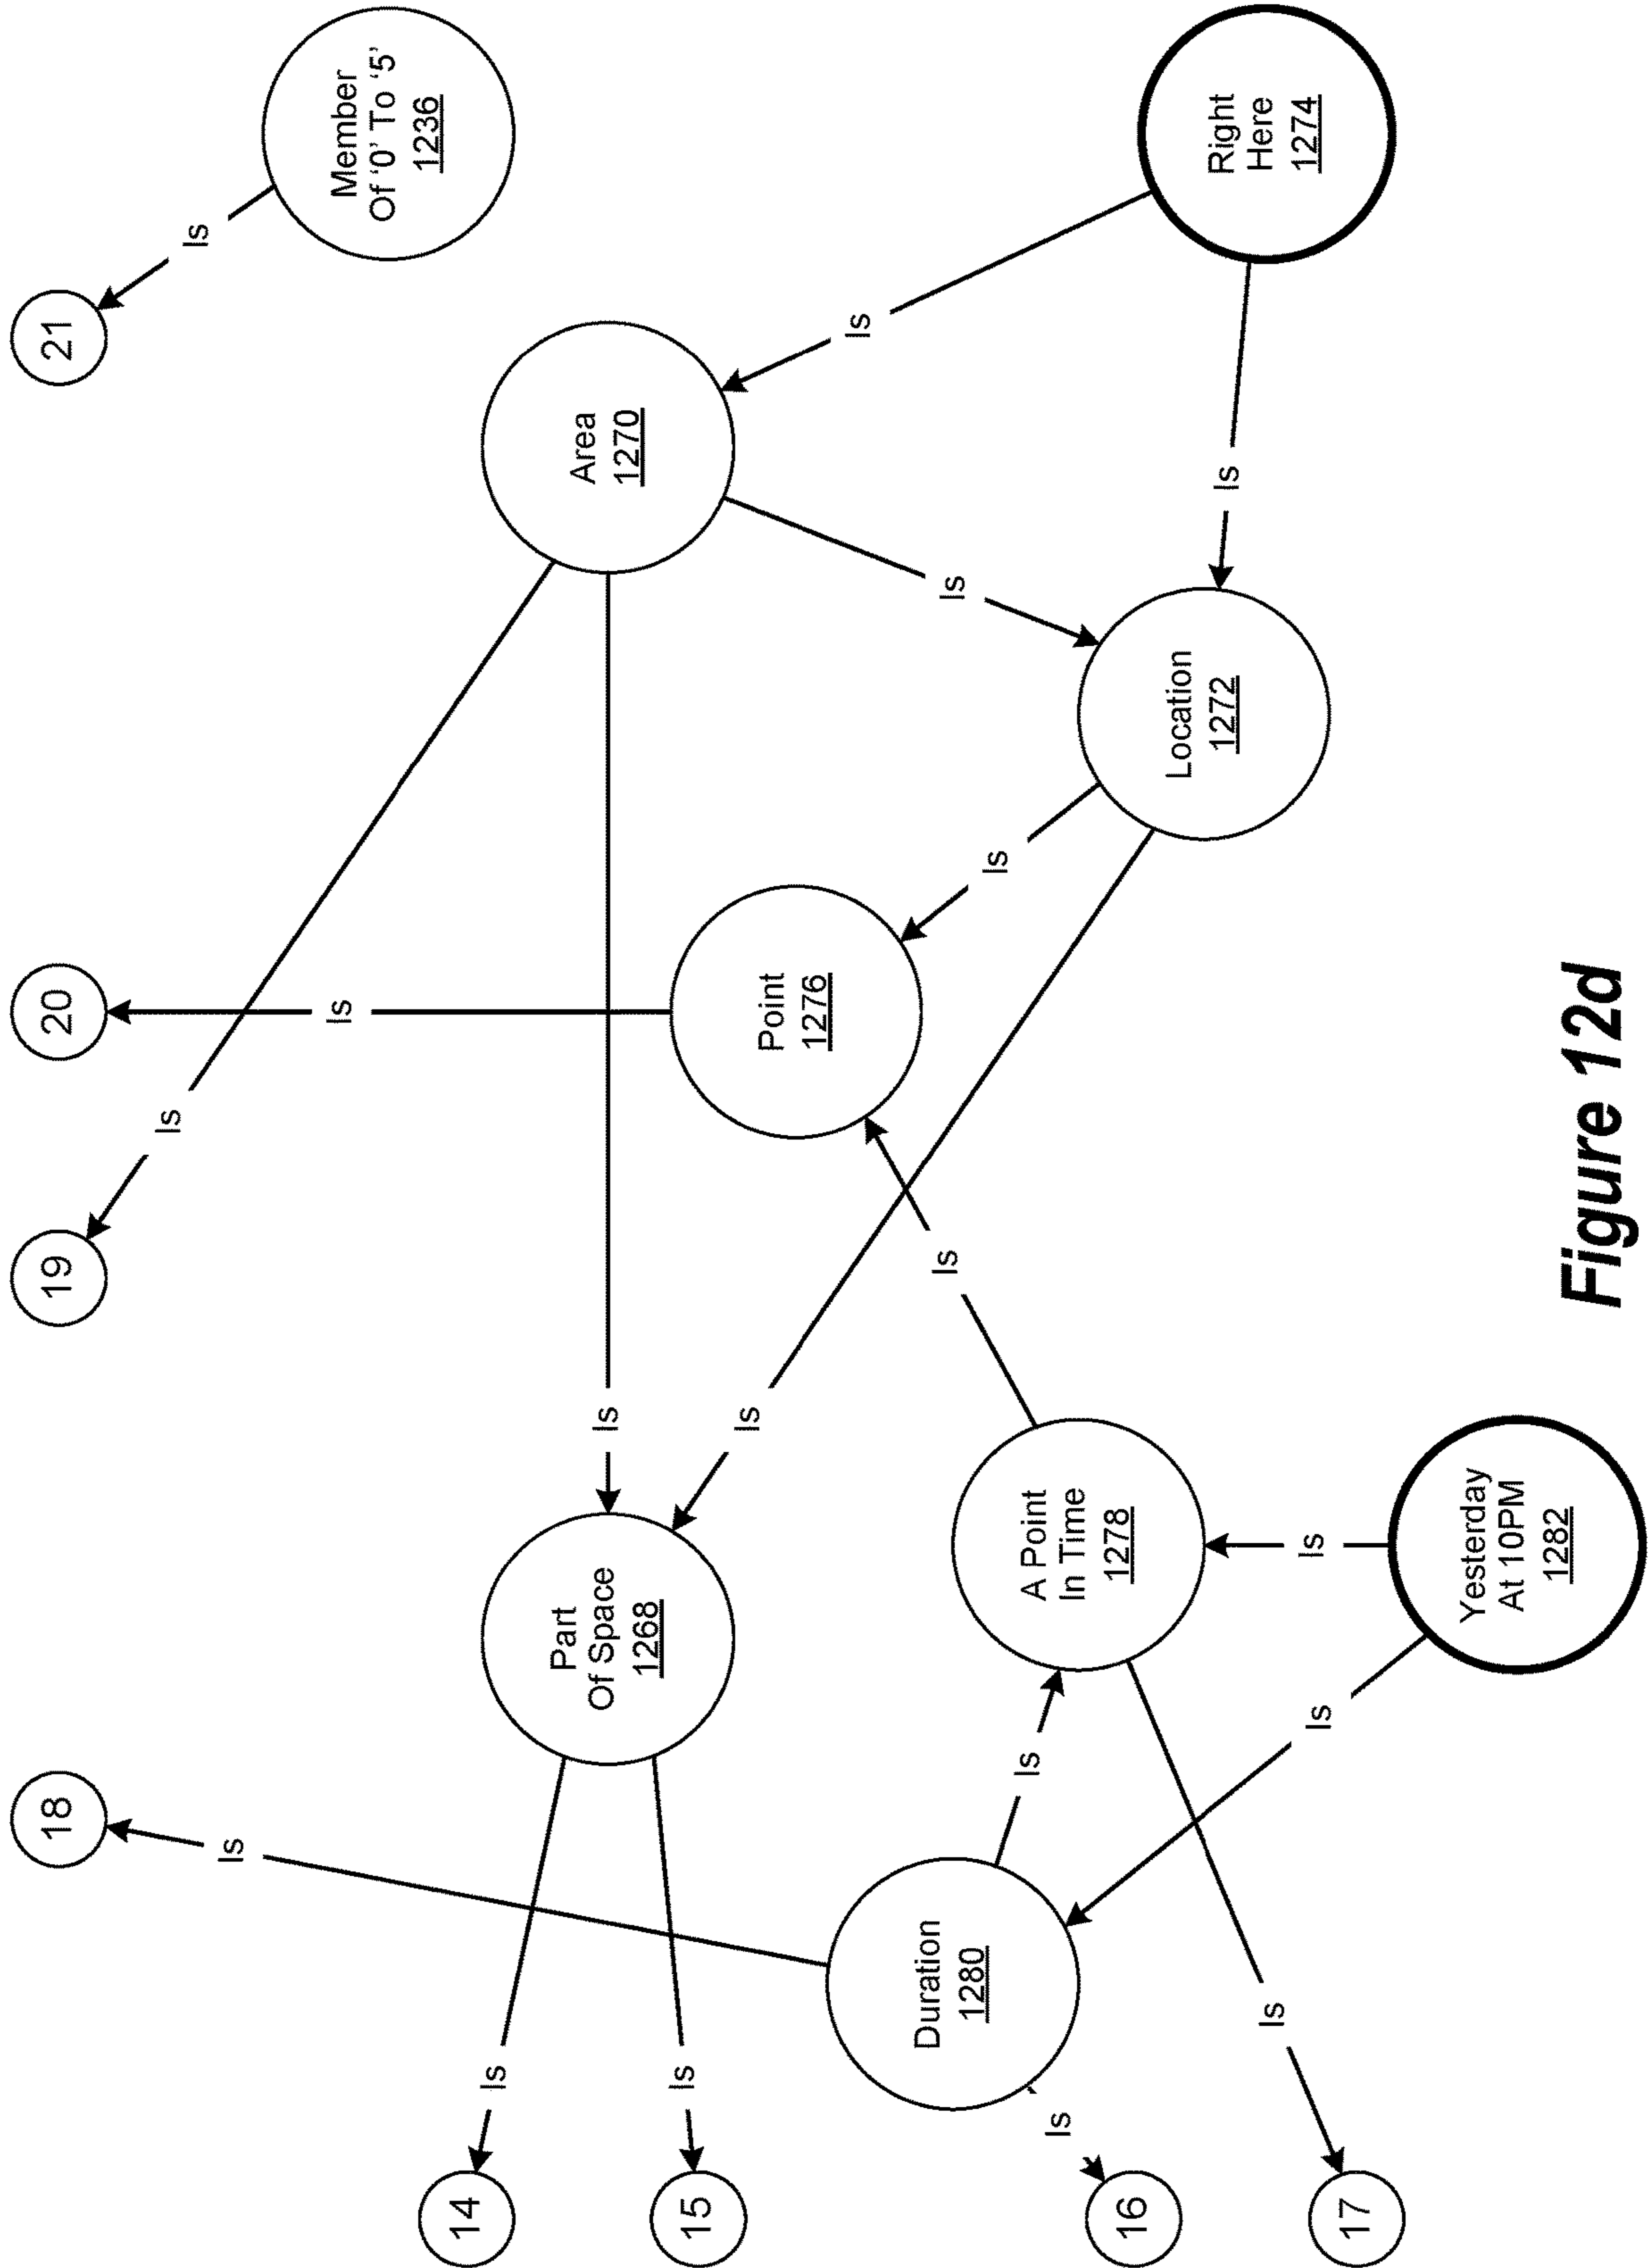 18
19
20
21
Is
Is
Is
Is
Member
Of '0' To '5'
1236
14
Is
Part
Of Space
1268
Is
Area
1270
15
Is
Is
Point
1276
Is
Duration
1280
Is
Is
Is
Is
Is
A Point
In Time
1278
16
Location
1272
Is
Right
Here
1274
Is
Is
Is
17
Yesterday
At 10PM
1282
Figure 12d